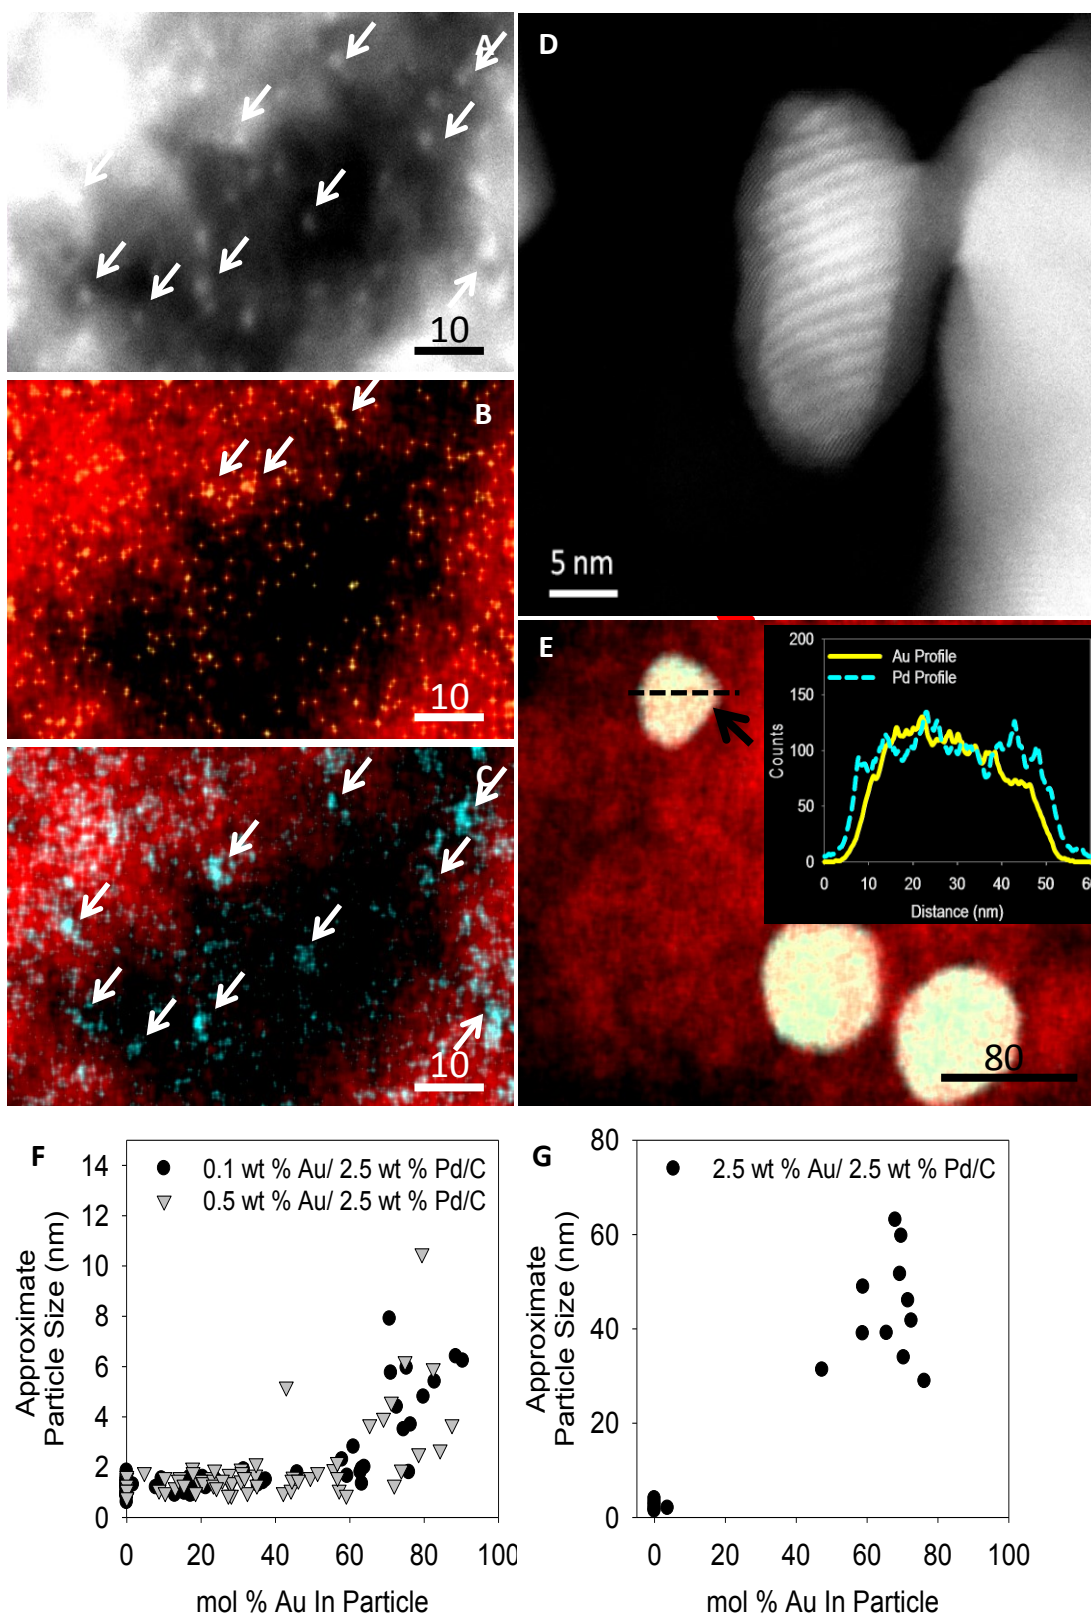 A
10
B
10
C
10
D
5 nm
E
200
150
100
50
0
Counts
Au Profile
Pd Profile
0 10 20 30 40 50 60
Distance (nm)
80
F
14
12
10
8
6
4
2
0
Approximate
Particle Size (nm)
0.1 wt % Au/ 2.5 wt % Pd/C
0.5 wt % Au/ 2.5 wt % Pd/C
0 20 40 60 80 100
mol % Au In Particle
G
80
60
40
20
0
Approximate
Particle Size (nm)
2.5 wt % Au/ 2.5 wt % Pd/C
0 20 40 60 80 100
mol % Au In Particle